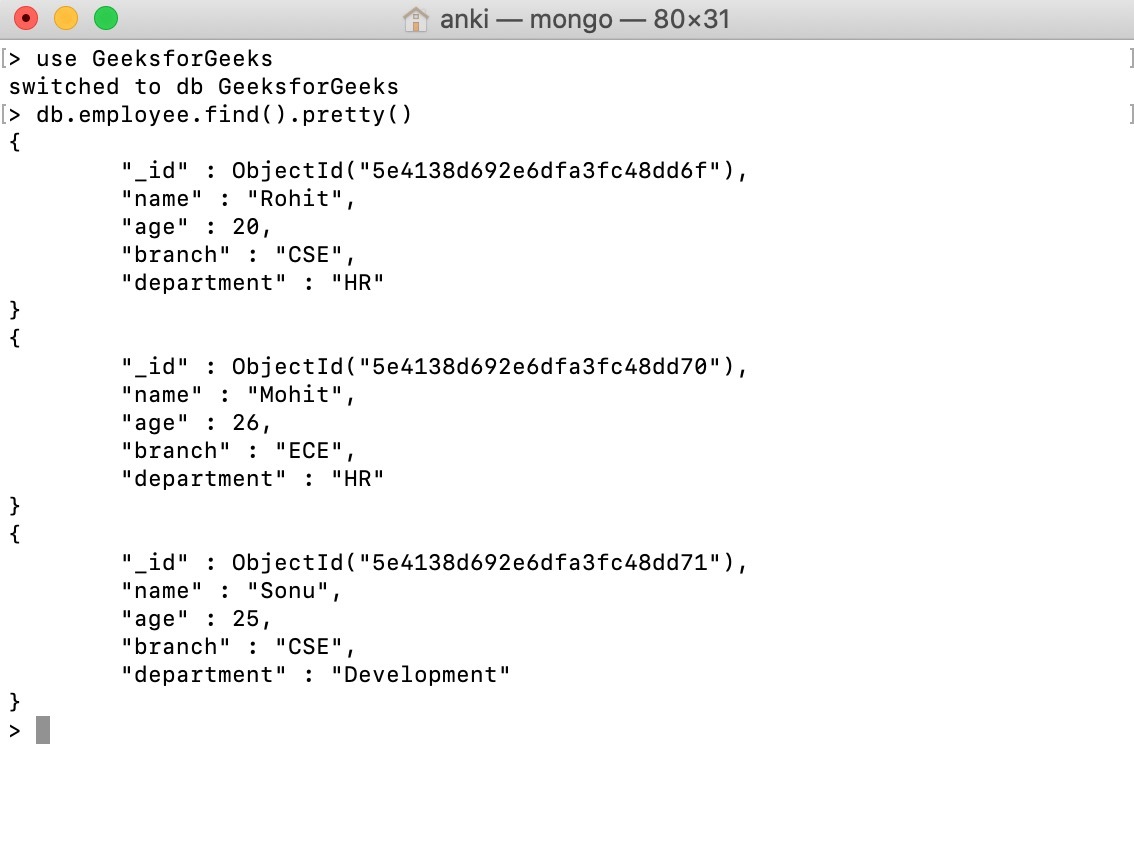 anki — mongo — 80×31
[> use GeeksforGeeks ]
switched to db GeeksforGeeks
[> db.employee.find().pretty() ]
{
        "_id" : ObjectId("5e4138d692e6dfa3fc48dd6f"),
        "name" : "Rohit",
        "age" : 20,
        "branch" : "CSE",
        "department" : "HR"
}
{
        "_id" : ObjectId("5e4138d692e6dfa3fc48dd70"),
        "name" : "Mohit",
        "age" : 26,
        "branch" : "ECE",
        "department" : "HR"
}
{
        "_id" : ObjectId("5e4138d692e6dfa3fc48dd71"),
        "name" : "Sonu",
        "age" : 25,
        "branch" : "CSE",
        "department" : "Development"
}
>